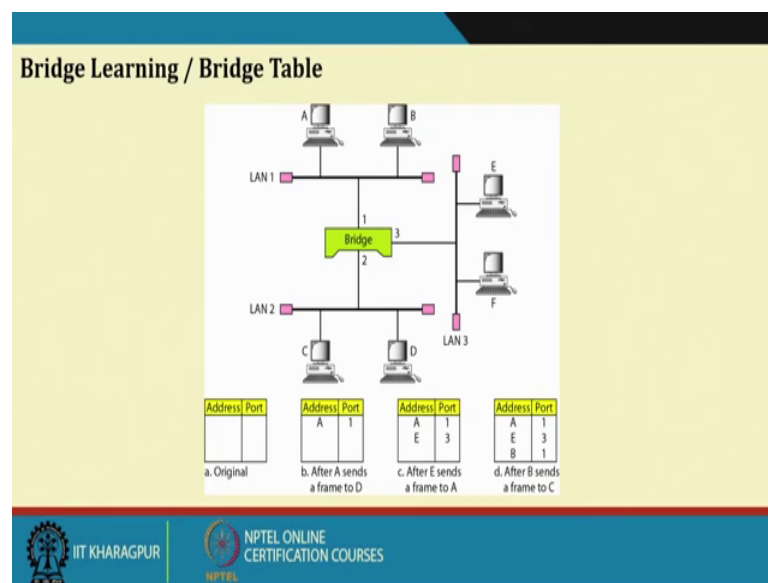 Bridge Learning / Bridge Table
A
B
LAN 1
E
1
Bridge
3
2
F
LAN 2
LAN 3
C
D
Address Port
a. Original
Address Port
A 1
b. After A sends
a frame to D
Address Port
A 1
E 3
c. After E sends
a frame to A
Address Port
A 1
E 3
B 1
d. After B sends
a frame to C
IIT KHARAGPUR
NPTEL
NPTEL ONLINE
CERTIFICATION COURSES